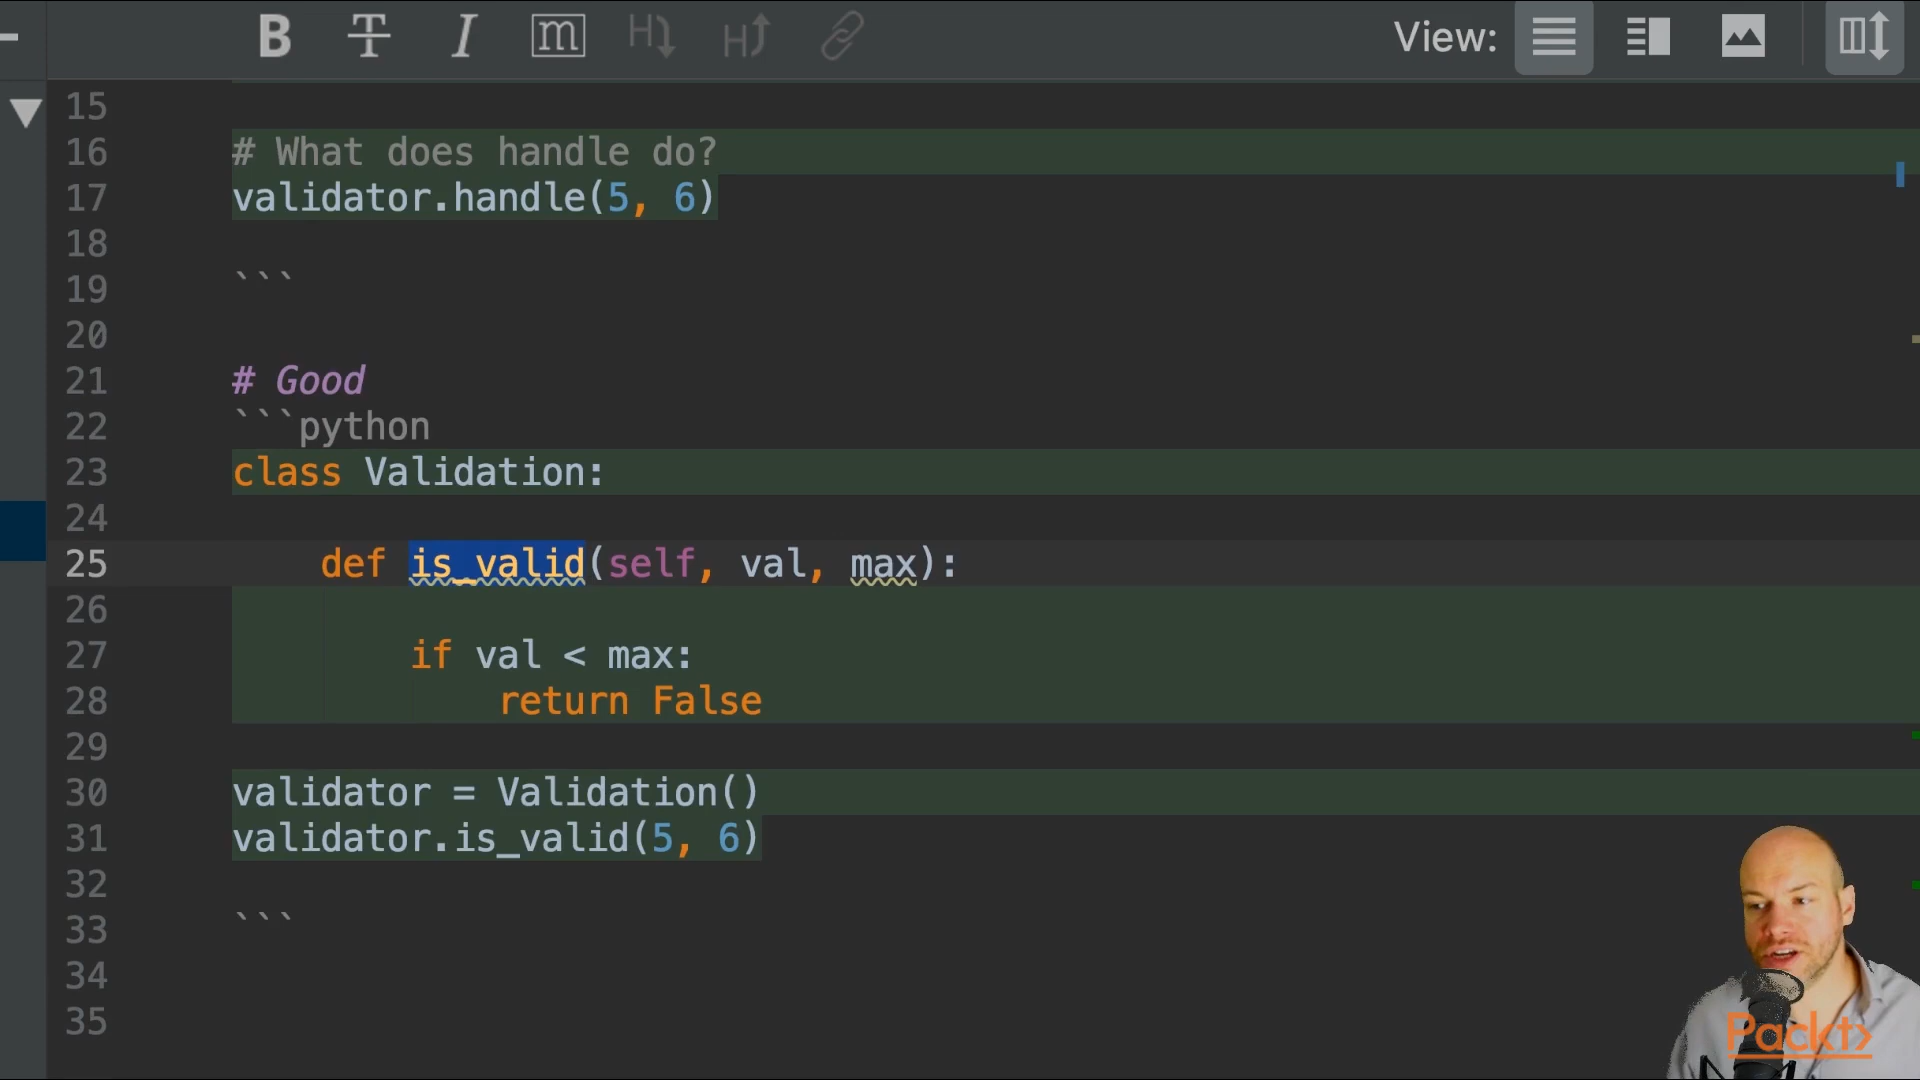 B T I m H H View:
15
16 # What does handle do?
17 validator.handle(5, 6)
18
19 ```
20
21 # Good
22 ```python
23 class Validation:
24
25 def is_valid(self, val, max):
26
27 if val < max:
28 return False
29
30 validator = Validation()
31 validator.is_valid(5, 6)
32
33 ```
34
35
Packt>